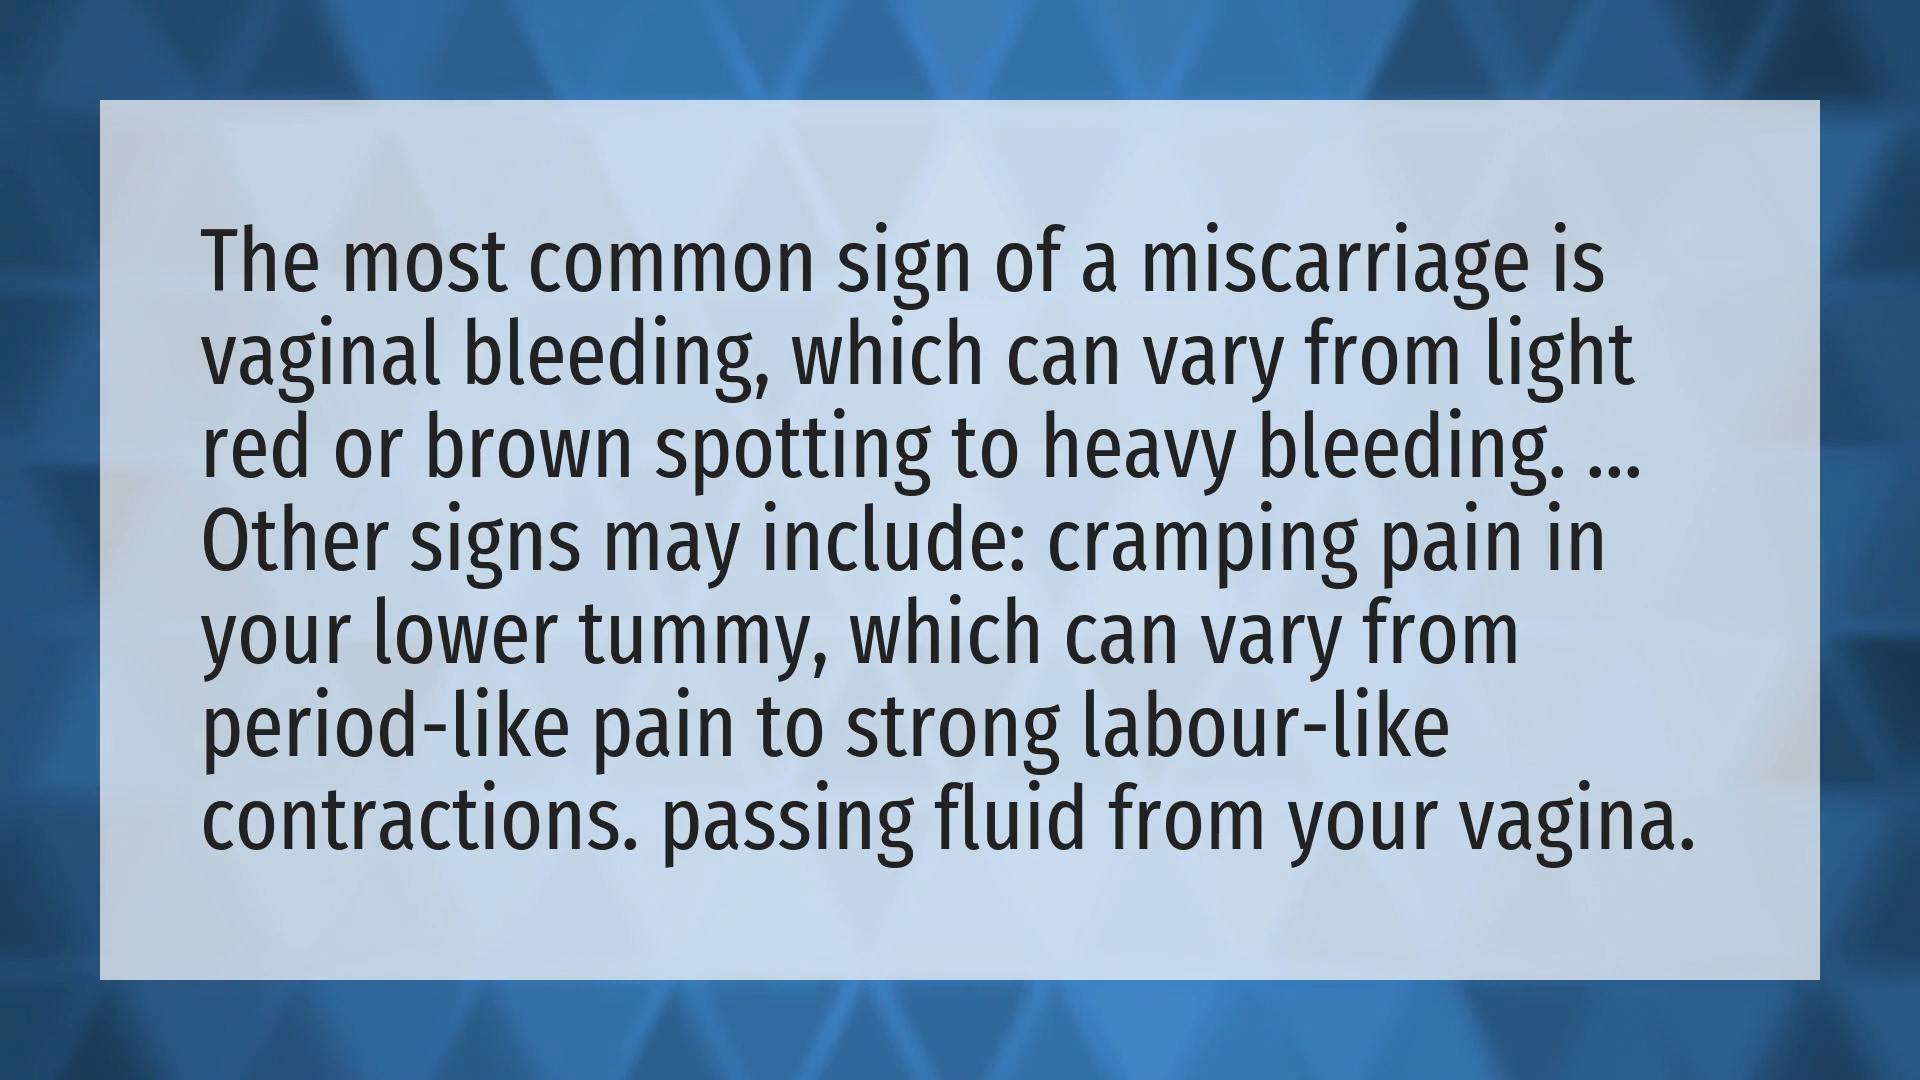 The most common sign of a miscarriage is
vaginal bleeding, which can vary from light
red or brown spotting to heavy bleeding. ...
Other signs may include: cramping pain in
your lower tummy, which can vary from
period-like pain to strong labour-like
contractions. passing fluid from your vagina.